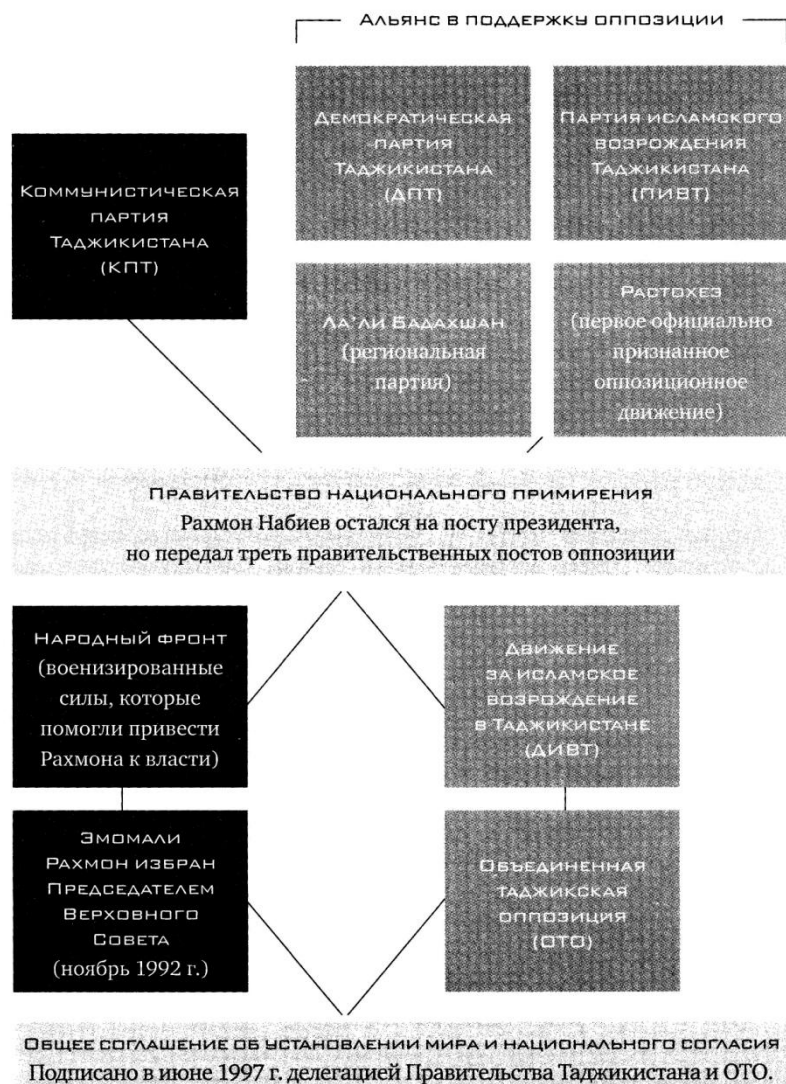 Альянс в поддержку оппозиции
Коммунистическая
партия
Таджикистана
(КПТ)
Демократическая
партия
Таджикистана
(ДПТ)
Партия исламского
возрождения
Таджикистана
(ПИВТ)
Ла'ли Бадахшан
(региональная
партия)
Растохез
(первое официально
признанное
оппозиционное
движение)
Правительство национального примирения
Рахмон Набиев остался на посту президента,
но передал треть правительственных постов оппозиции
Народный фронт
(военизированные
силы, которые
помогли привести
Рахмона к власти)
Движение
за исламское
возрождение
в Таджикистане
(ДИВТ)
Эмомали
Рахмон избран
Председателем
Верховного
Совета
(ноябрь 1992 г.)
Объединенная
таджикская
оппозиция
(ОТО)
Общее соглашение об установлении мира и национального согласия
Подписано в июне 1997 г. делегацией Правительства Таджикистана и ОТО.